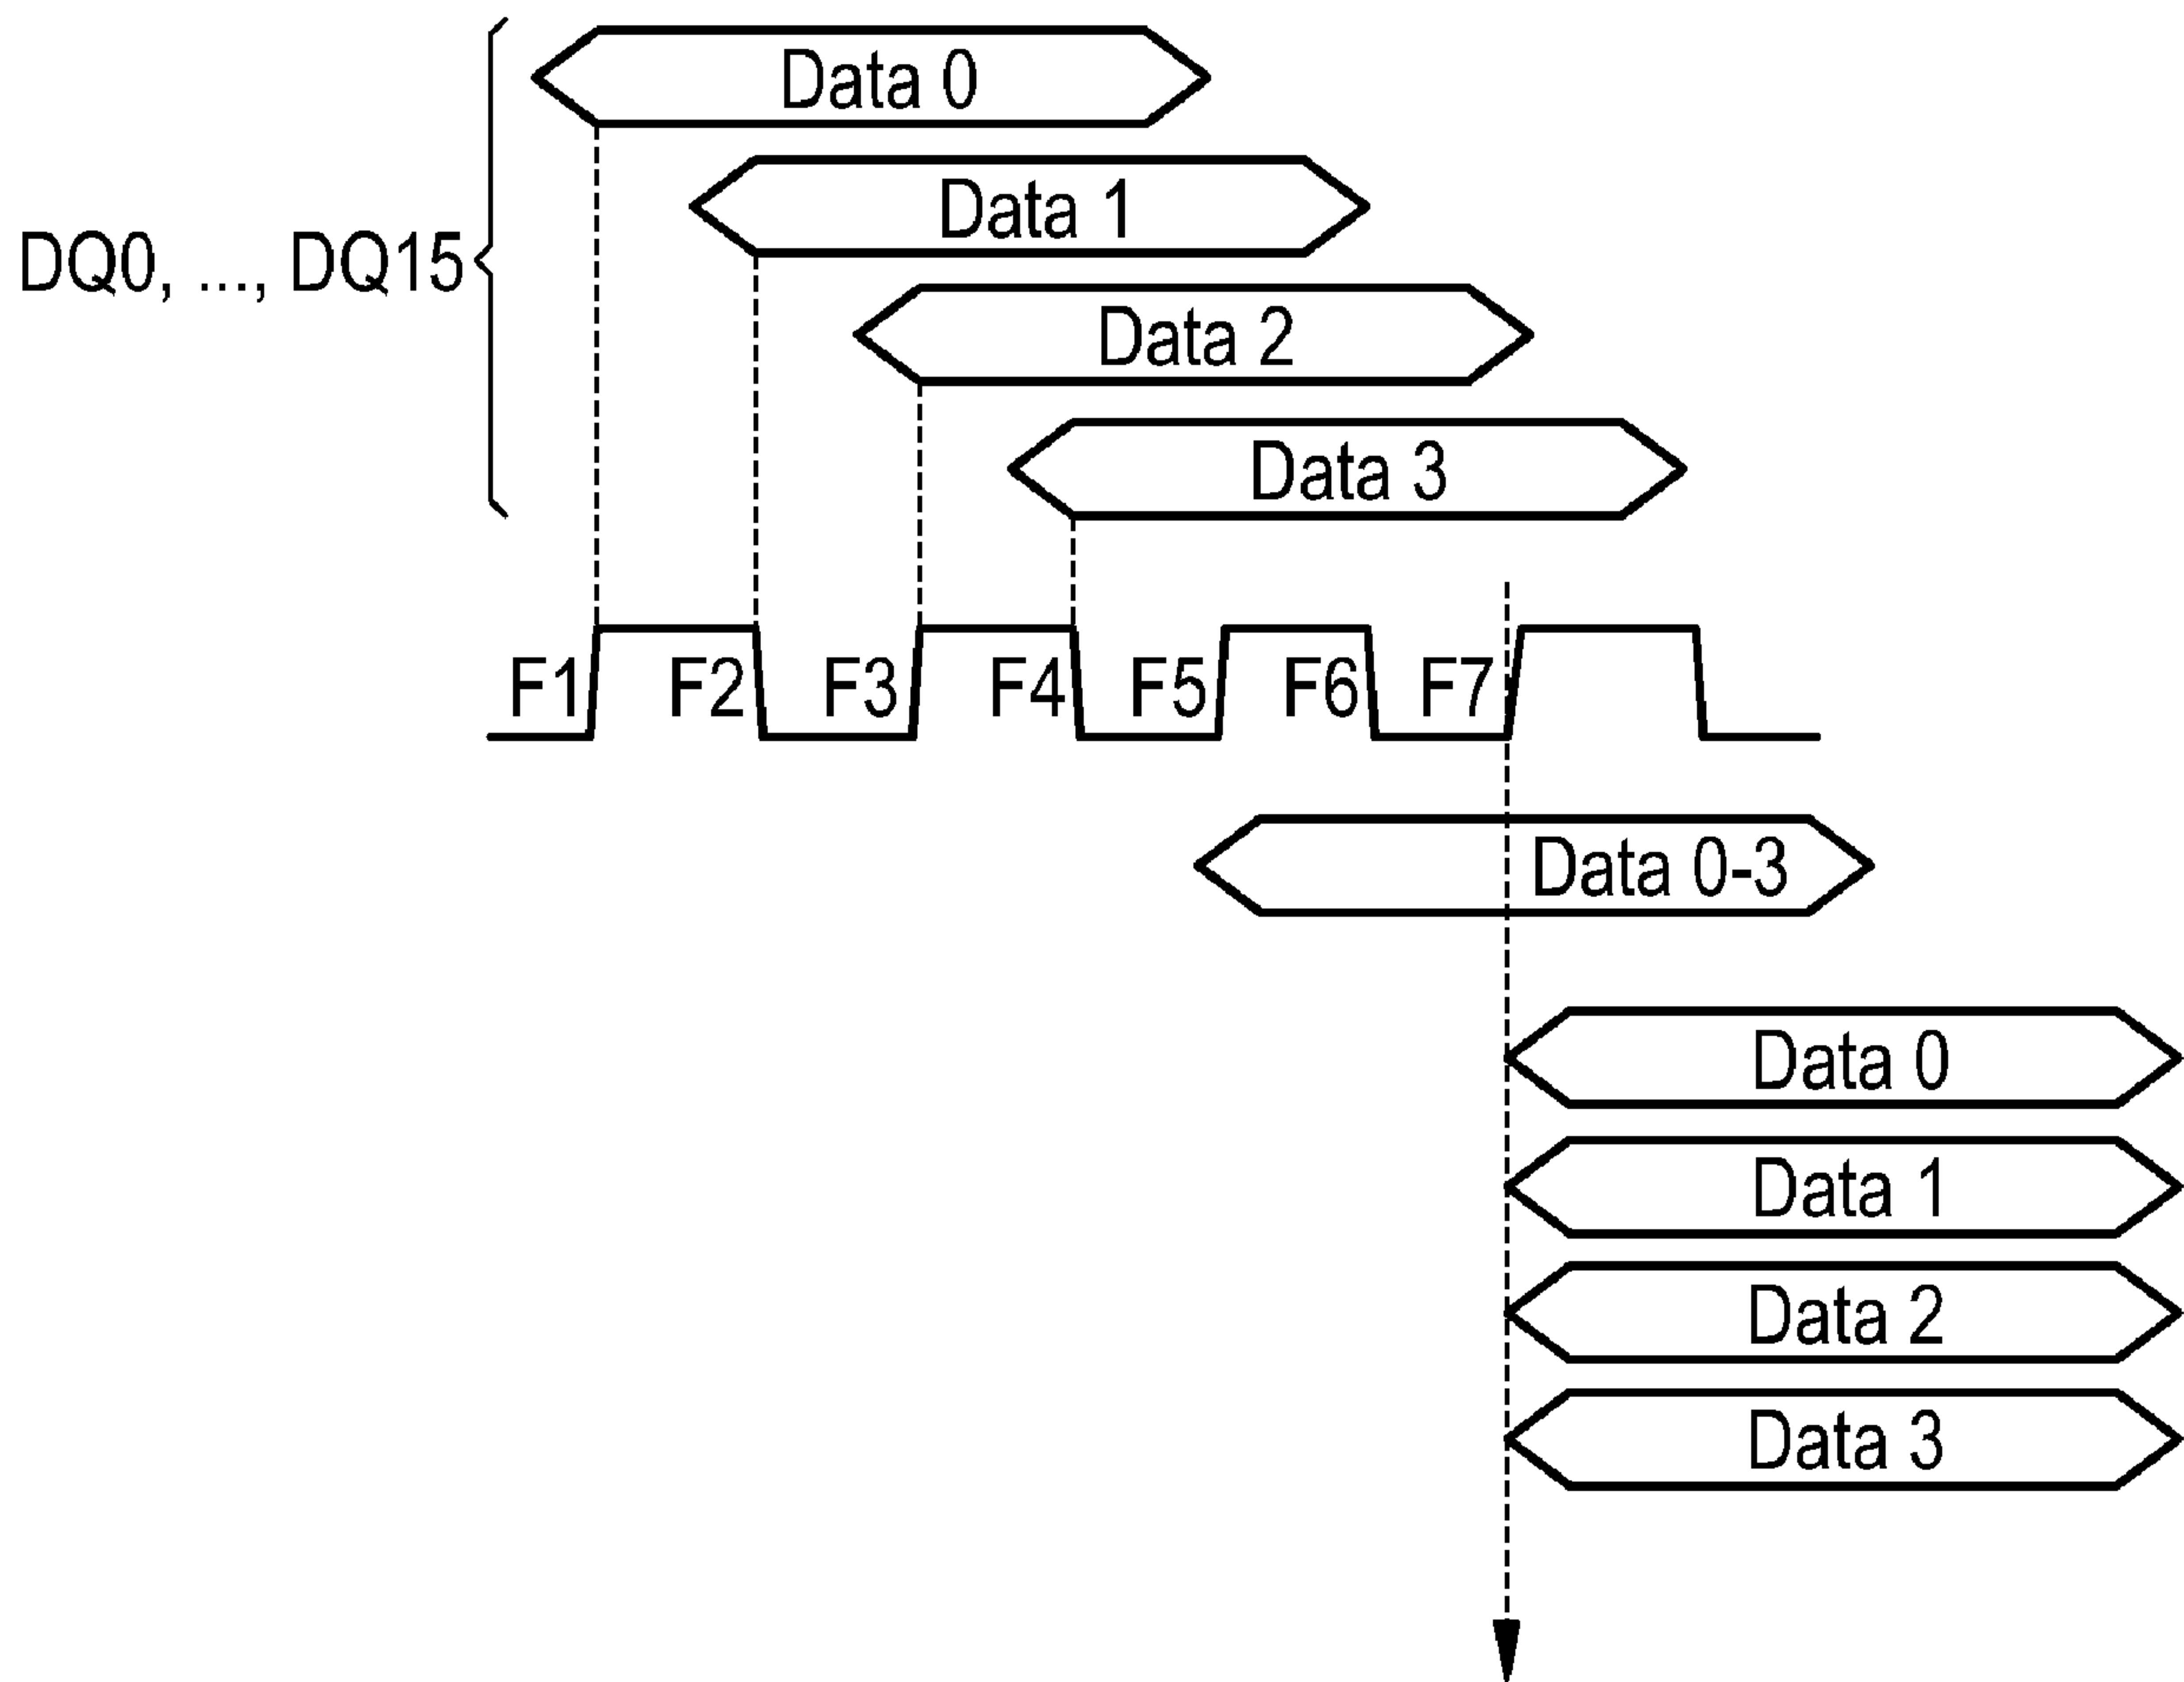 Data 0
Data 1
DQ0, ..., DQ15
Data 2
Data 3
F1 F2 F3 F4 F5 F6 F7
Data 0-3
Data 0
Data 1
Data 2
Data 3